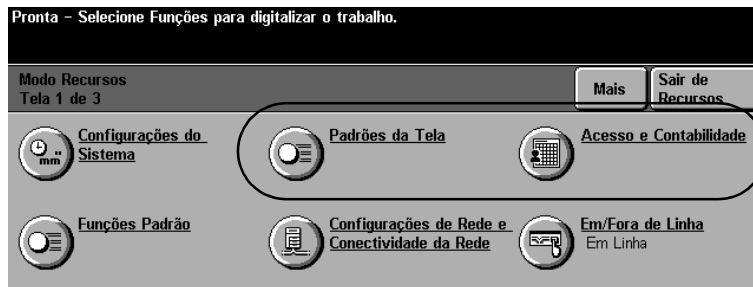 Pronta - Selecione Funções para digitalizar o trabalho.
Modo Recursos
Tela 1 de 3
Mais
Sair de
Recursos
Configurações do
Sistema
Padrões da Tela
Acesso e Contabilidade
Funções Padrão
Configurações de Rede e
Conectividade da Rede
Em/Fora de Linha
Em Linha
mm